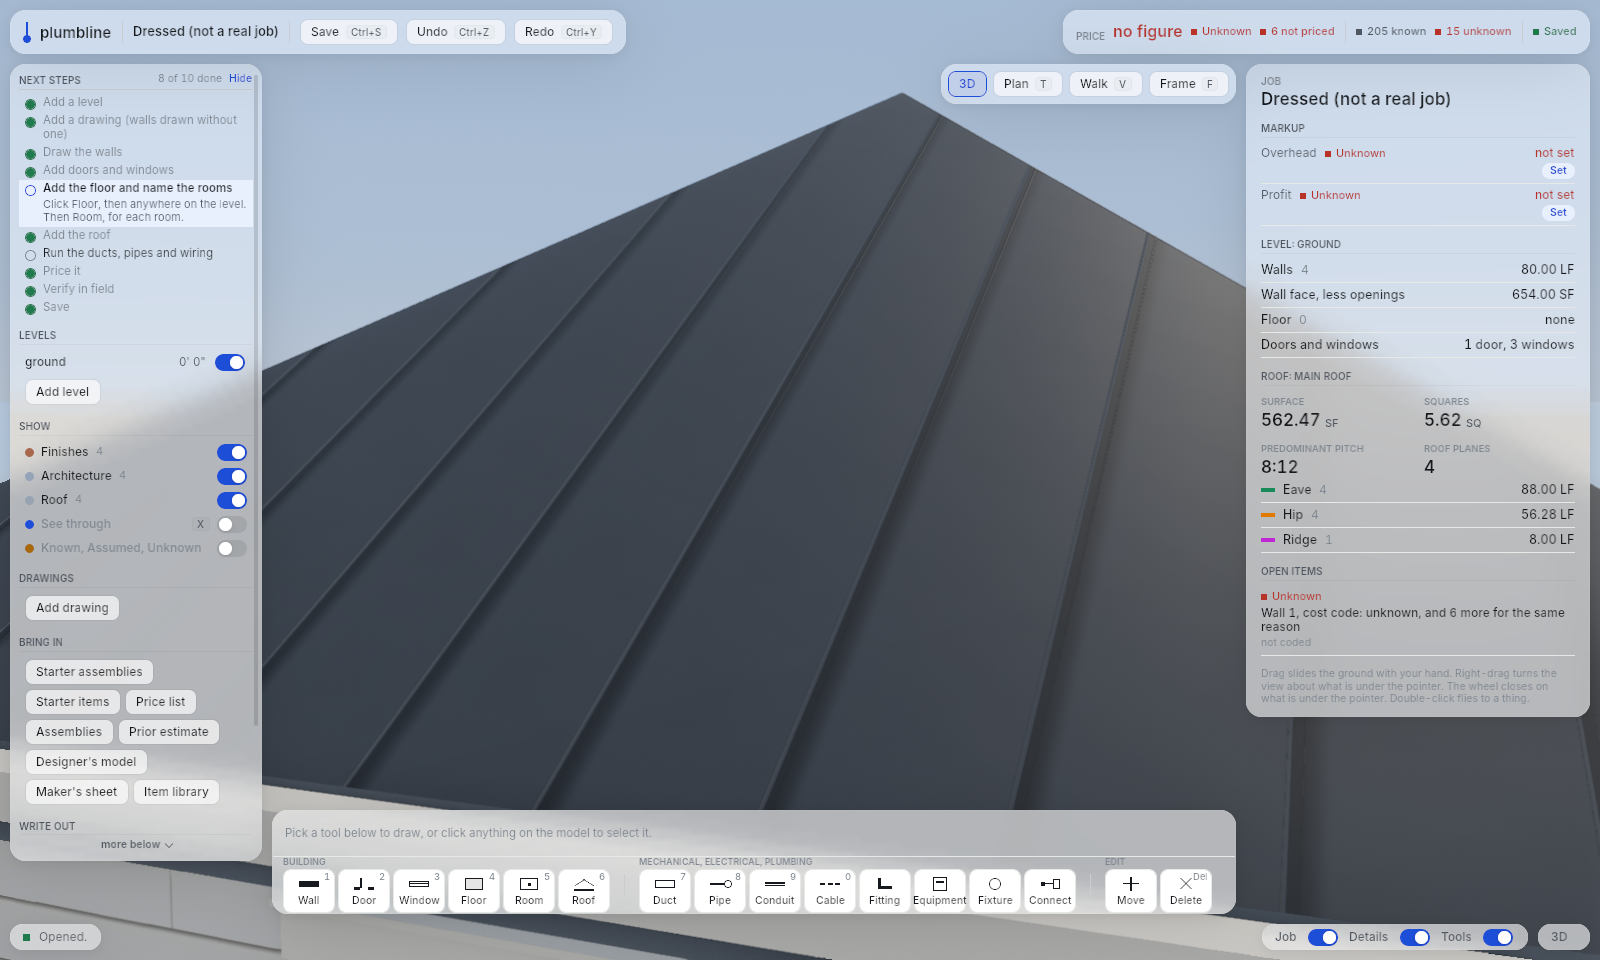 plumbline
Dressed (not a real job)
Save Ctrl+S
Undo Ctrl+Z
Redo Ctrl+Y
PRICE no figure Unknown 6 not priced 205 known 15 unknown Saved
3D
Plan T
Walk V
Frame F
NEXT STEPS 8 of 10 done Hide
Add a level
Add a drawing (walls drawn without
one)
Draw the walls
Add doors and windows
Add the floor and name the rooms
Click Floor, then anywhere on the level.
Then Room, for each room.
Add the roof
Run the ducts, pipes and wiring
Price it
Verify in field
Save
LEVELS
ground 0' 0"
Add level
SHOW
Finishes 4
Architecture 4
Roof 4
See through X
Known, Assumed, Unknown
DRAWINGS
Add drawing
BRING IN
Starter assemblies
Starter items Price list
Assemblies Prior estimate
Designer's model
Maker's sheet Item library
WRITE OUT
more below
Opened.
JOB
Dressed (not a real job)
MARKUP
Overhead Unknown not set
Set
Profit Unknown not set
Set
LEVEL: GROUND
Walls 4 80.00 LF
Wall face, less openings 654.00 SF
Floor 0 none
Doors and windows 1 door, 3 windows
ROOF: MAIN ROOF
SURFACE SQUARES
562.47 SF 5.62 SQ
PREDOMINANT PITCH ROOF PLANES
8:12 4
Eave 4 88.00 LF
Hip 4 56.28 LF
Ridge 1 8.00 LF
OPEN ITEMS
Unknown
Wall 1, cost code: unknown, and 6 more for the same
reason
not coded
Drag slides the ground with your hand. Right-drag turns the
view about what is under the pointer. The wheel closes on
what is under the pointer. Double-click flies to a thing.
Pick a tool below to draw, or click anything on the model to select it.
BUILDING MECHANICAL, ELECTRICAL, PLUMBING EDIT
1 2 3 4 5 6 7 8 9 0 Del
Wall Door Window Floor Room Roof Duct Pipe Conduit Cable Fitting Equipment Fixture Connect Move Delete
Job Details Tools 3D